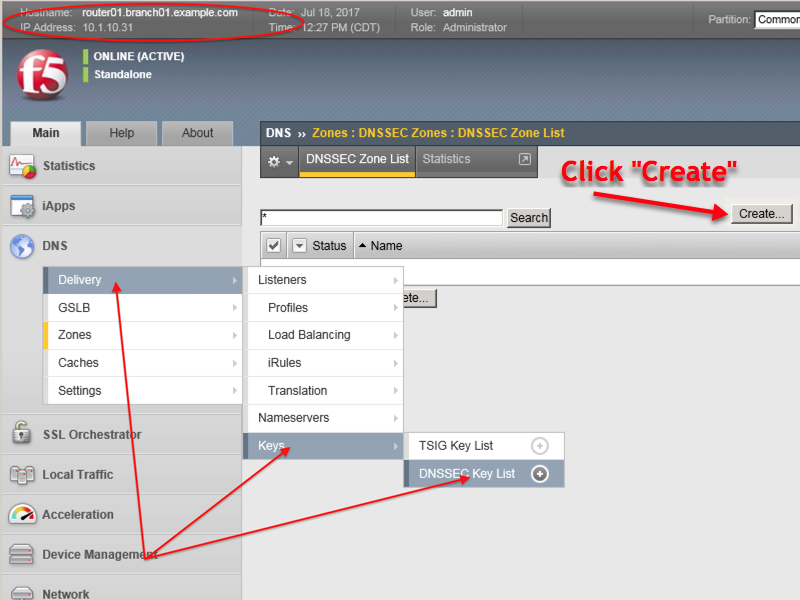 Hostname: router01.branch01.example.com Date: Jul 18, 2017 User: admin
IP Address: 10.1.10.31 Time: 12:27 PM (CDT) Role: Administrator
Partition: Common
f5
ONLINE (ACTIVE)
Standalone
Main Help About
DNS ›› Zones : DNSSEC Zones : DNSSEC Zone List
DNSSEC Zone List Statistics
Click "Create"
* Search Create...
Status Name
ete...
Statistics
iApps
DNS
Delivery
GSLB
Zones
Caches
Settings
Listeners
Profiles
Load Balancing
iRules
Translation
Nameservers
Keys
TSIG Key List
DNSSEC Key List
SSL Orchestrator
Local Traffic
Acceleration
Device Management
Network